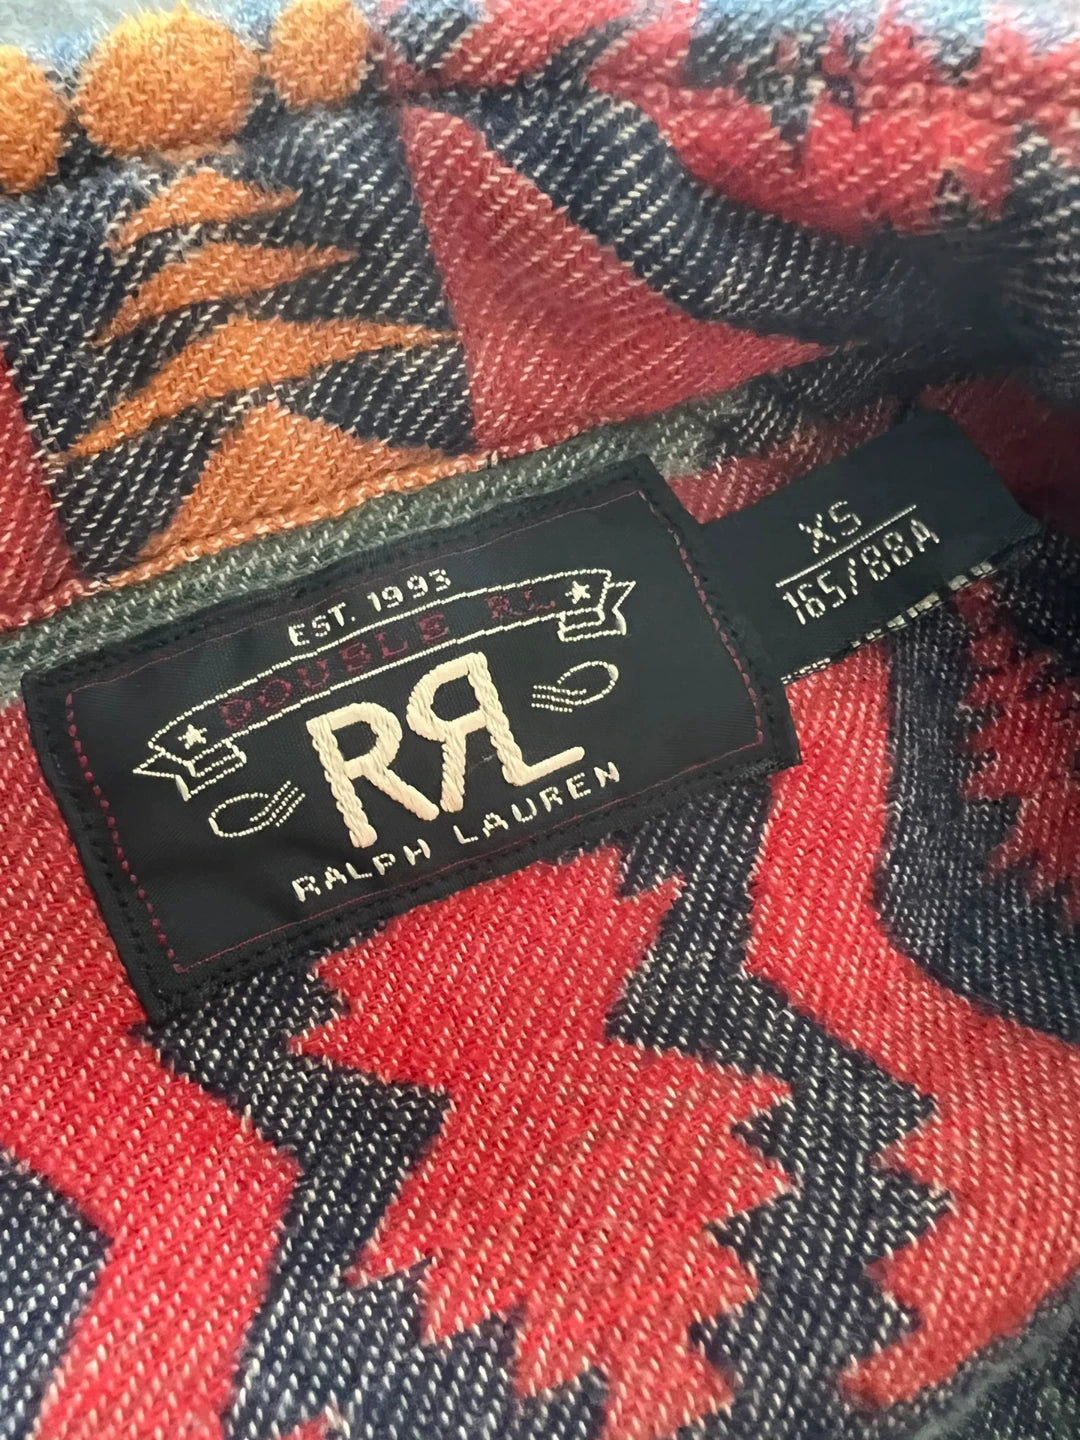 EST. 1993
DOUBLE RL
RRL
RALPH LAUREN
XS
165/88A